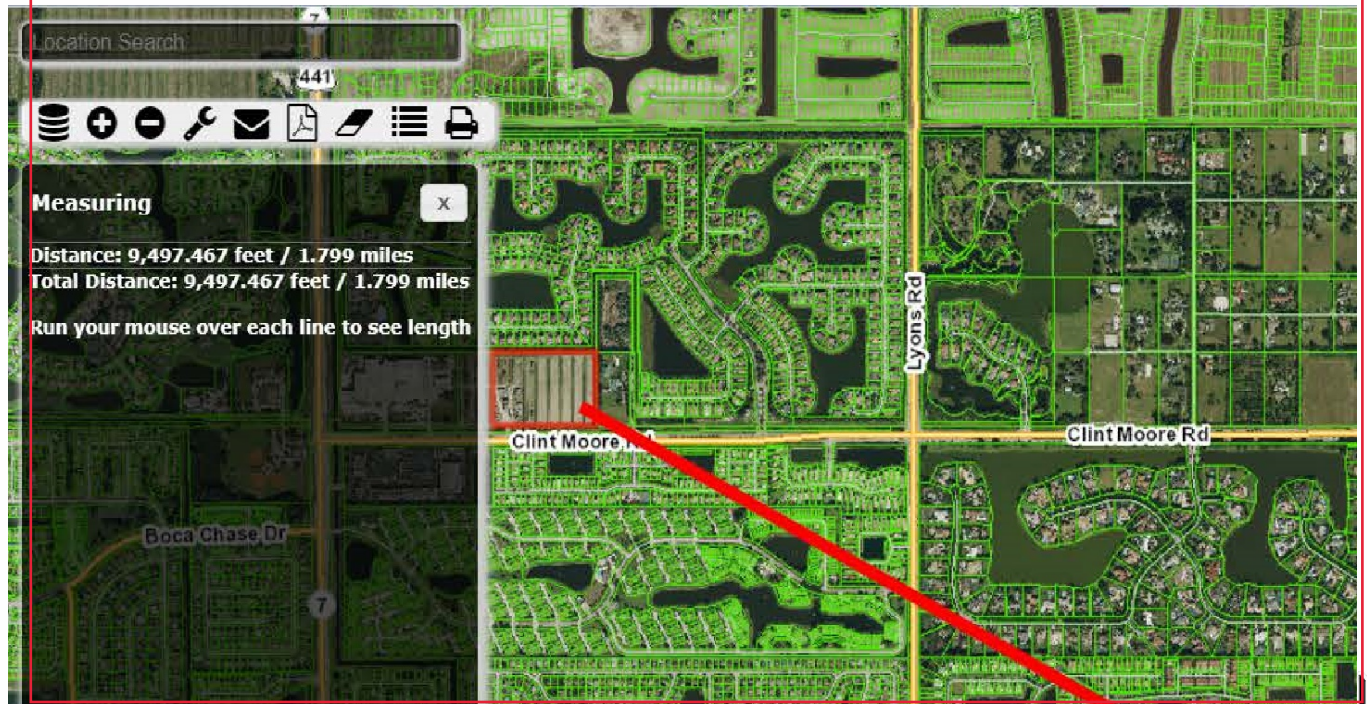 7
Location Search
441
Measuring
X
Distance: 9,497.467 feet / 1.799 miles
Total Distance: 9,497.467 feet / 1.799 miles
Run your mouse over each line to see length
Lyons Rd
Clint Moore Rd
Clint Moore Rd
Boca Chase Dr
7